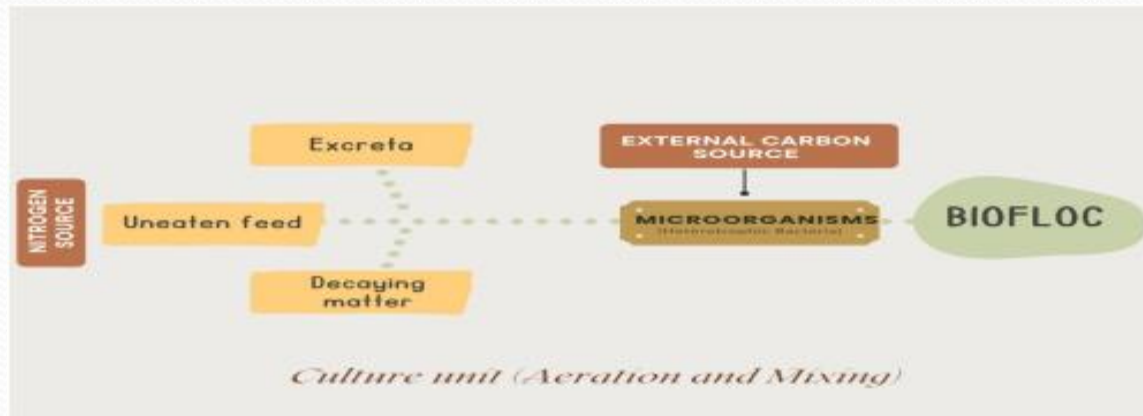 Excreta
EXTERNAL CARBON
SOURCE
NITROGEN
SOURCE
Uneaten feed
MICROORGANISMS
(Heterotrophic Bacteria)
BIOFLOC
Decaying
matter
Culture unit (Aeration and Mixing)